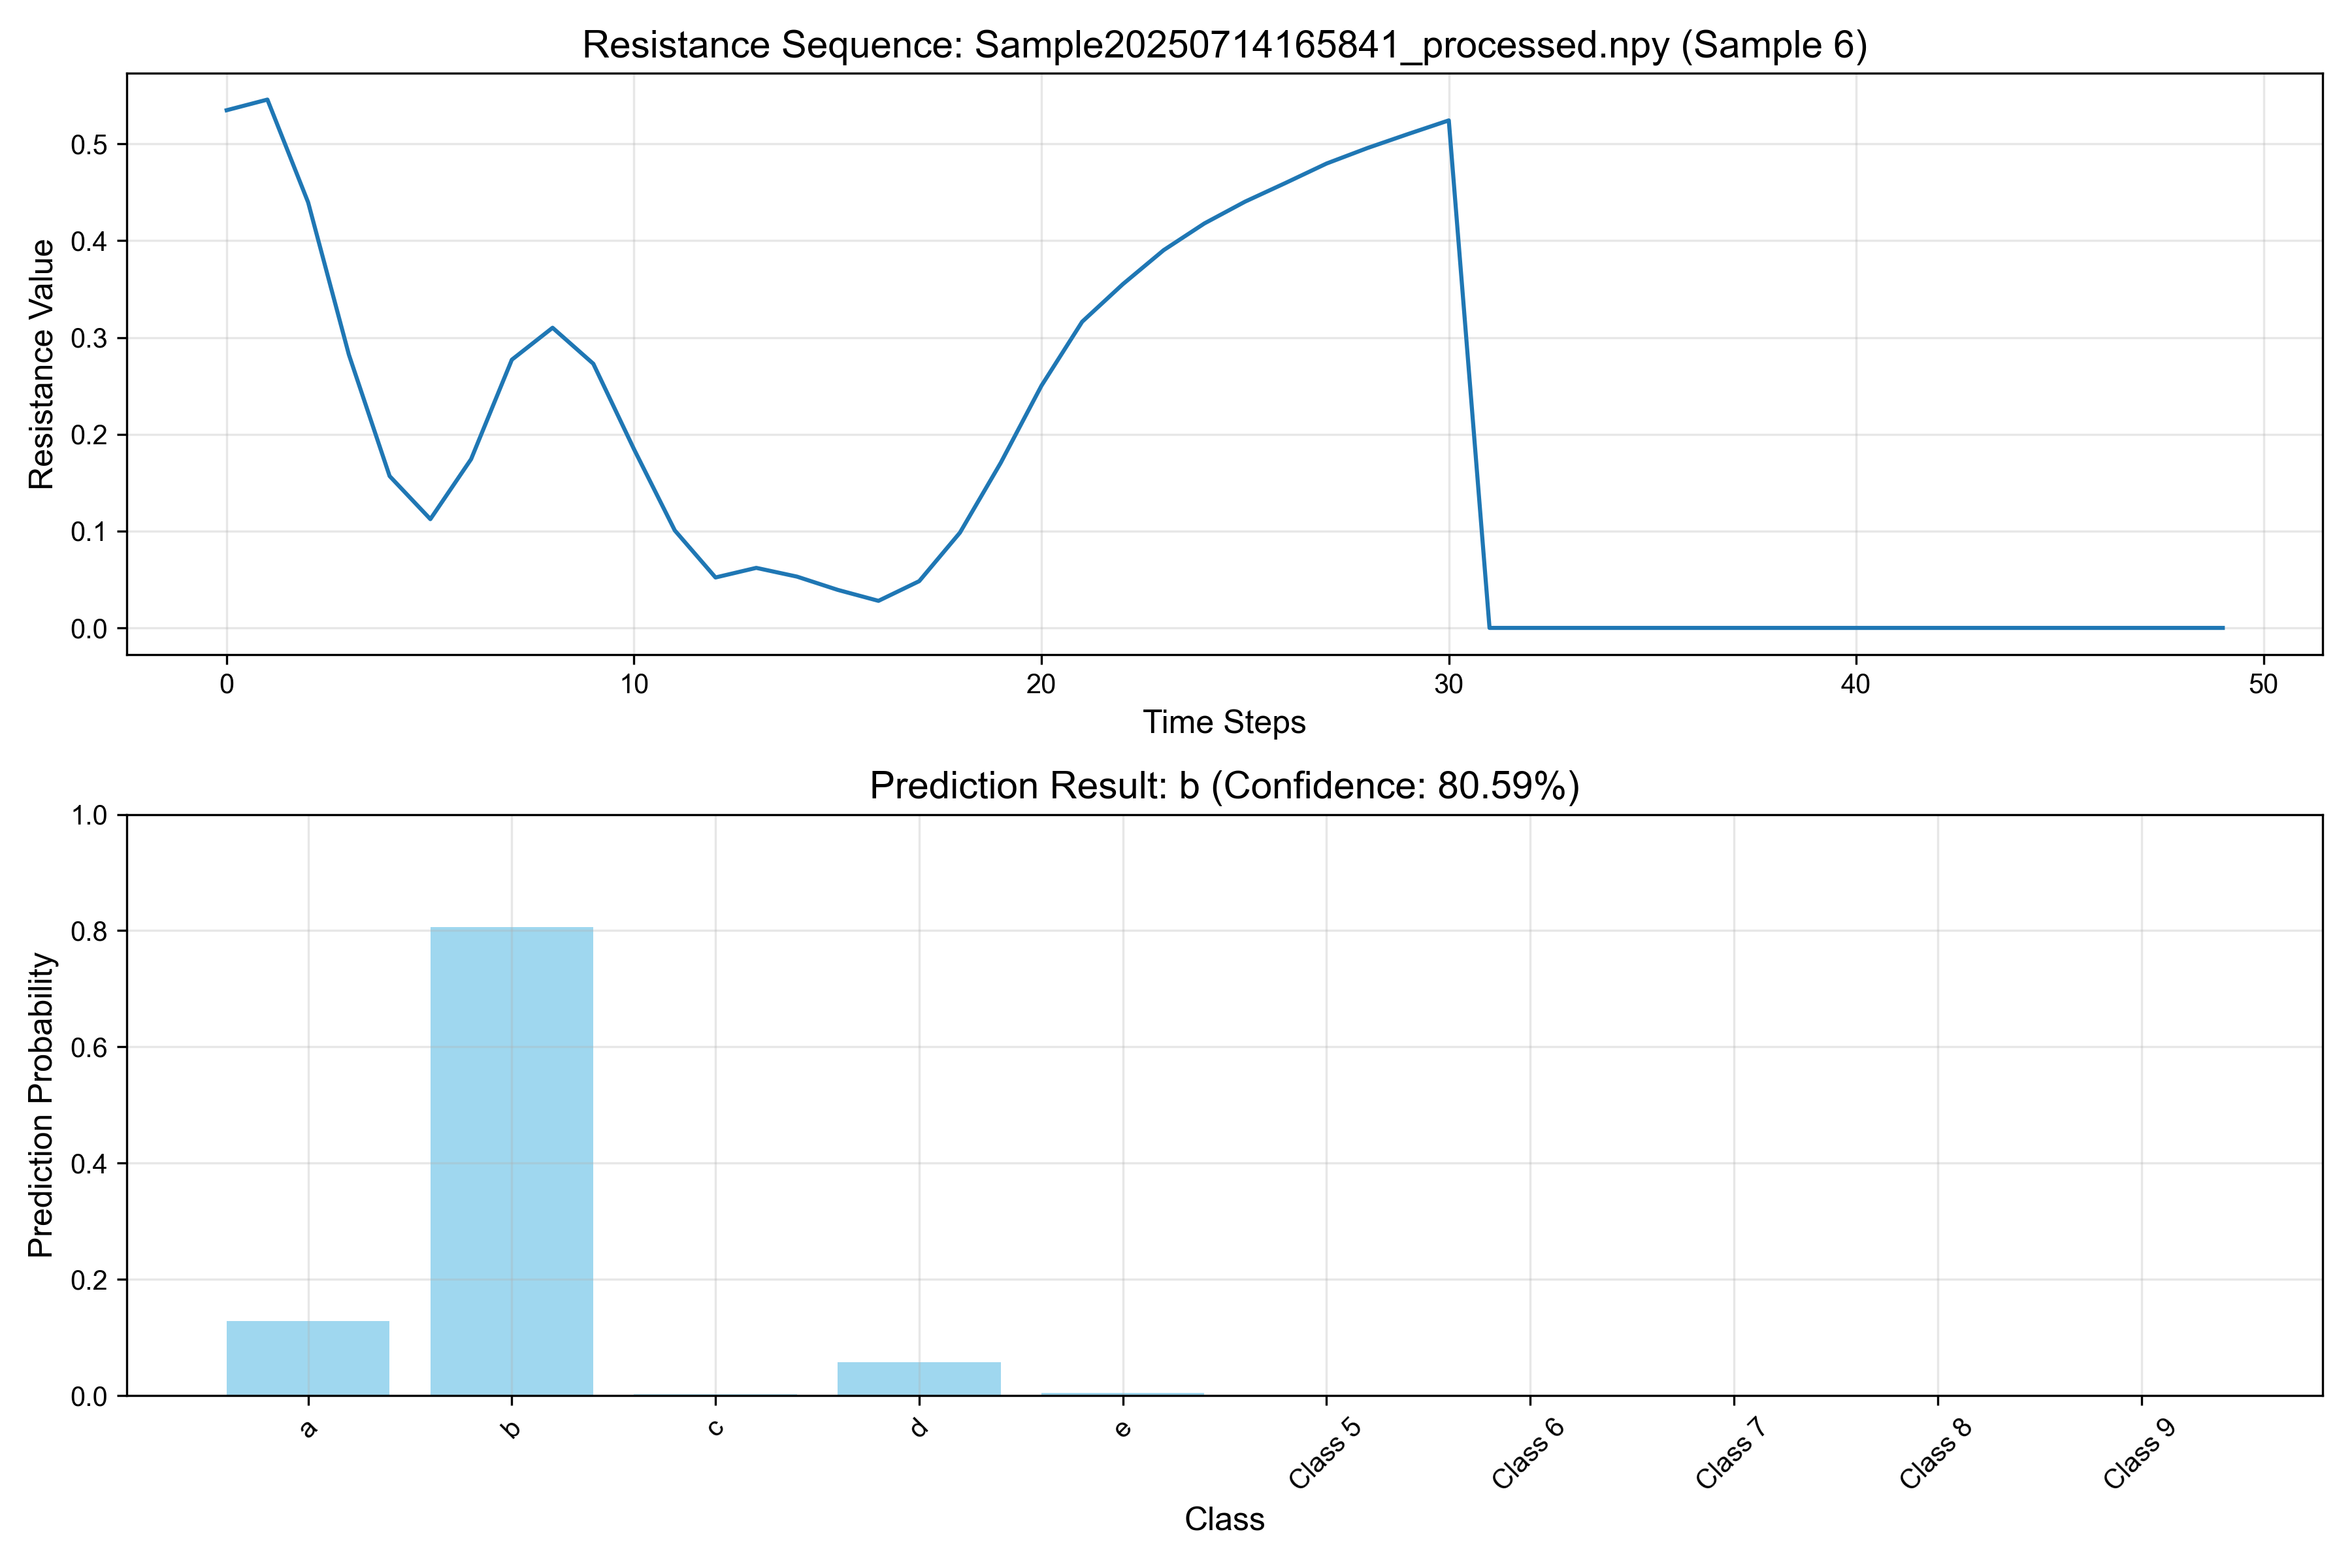 Resistance Sequence: Sample20250714165841_processed.npy (Sample 6)
Resistance Value
0.5
0.4
0.3
0.2
0.1
0.0
0 10 20 30 40 50
Time Steps
Prediction Result: b (Confidence: 80.59%)
Prediction Probability
1.0
0.8
0.6
0.4
0.2
0.0
a b c d e Class 5 Class 6 Class 7 Class 8 Class 9
Class